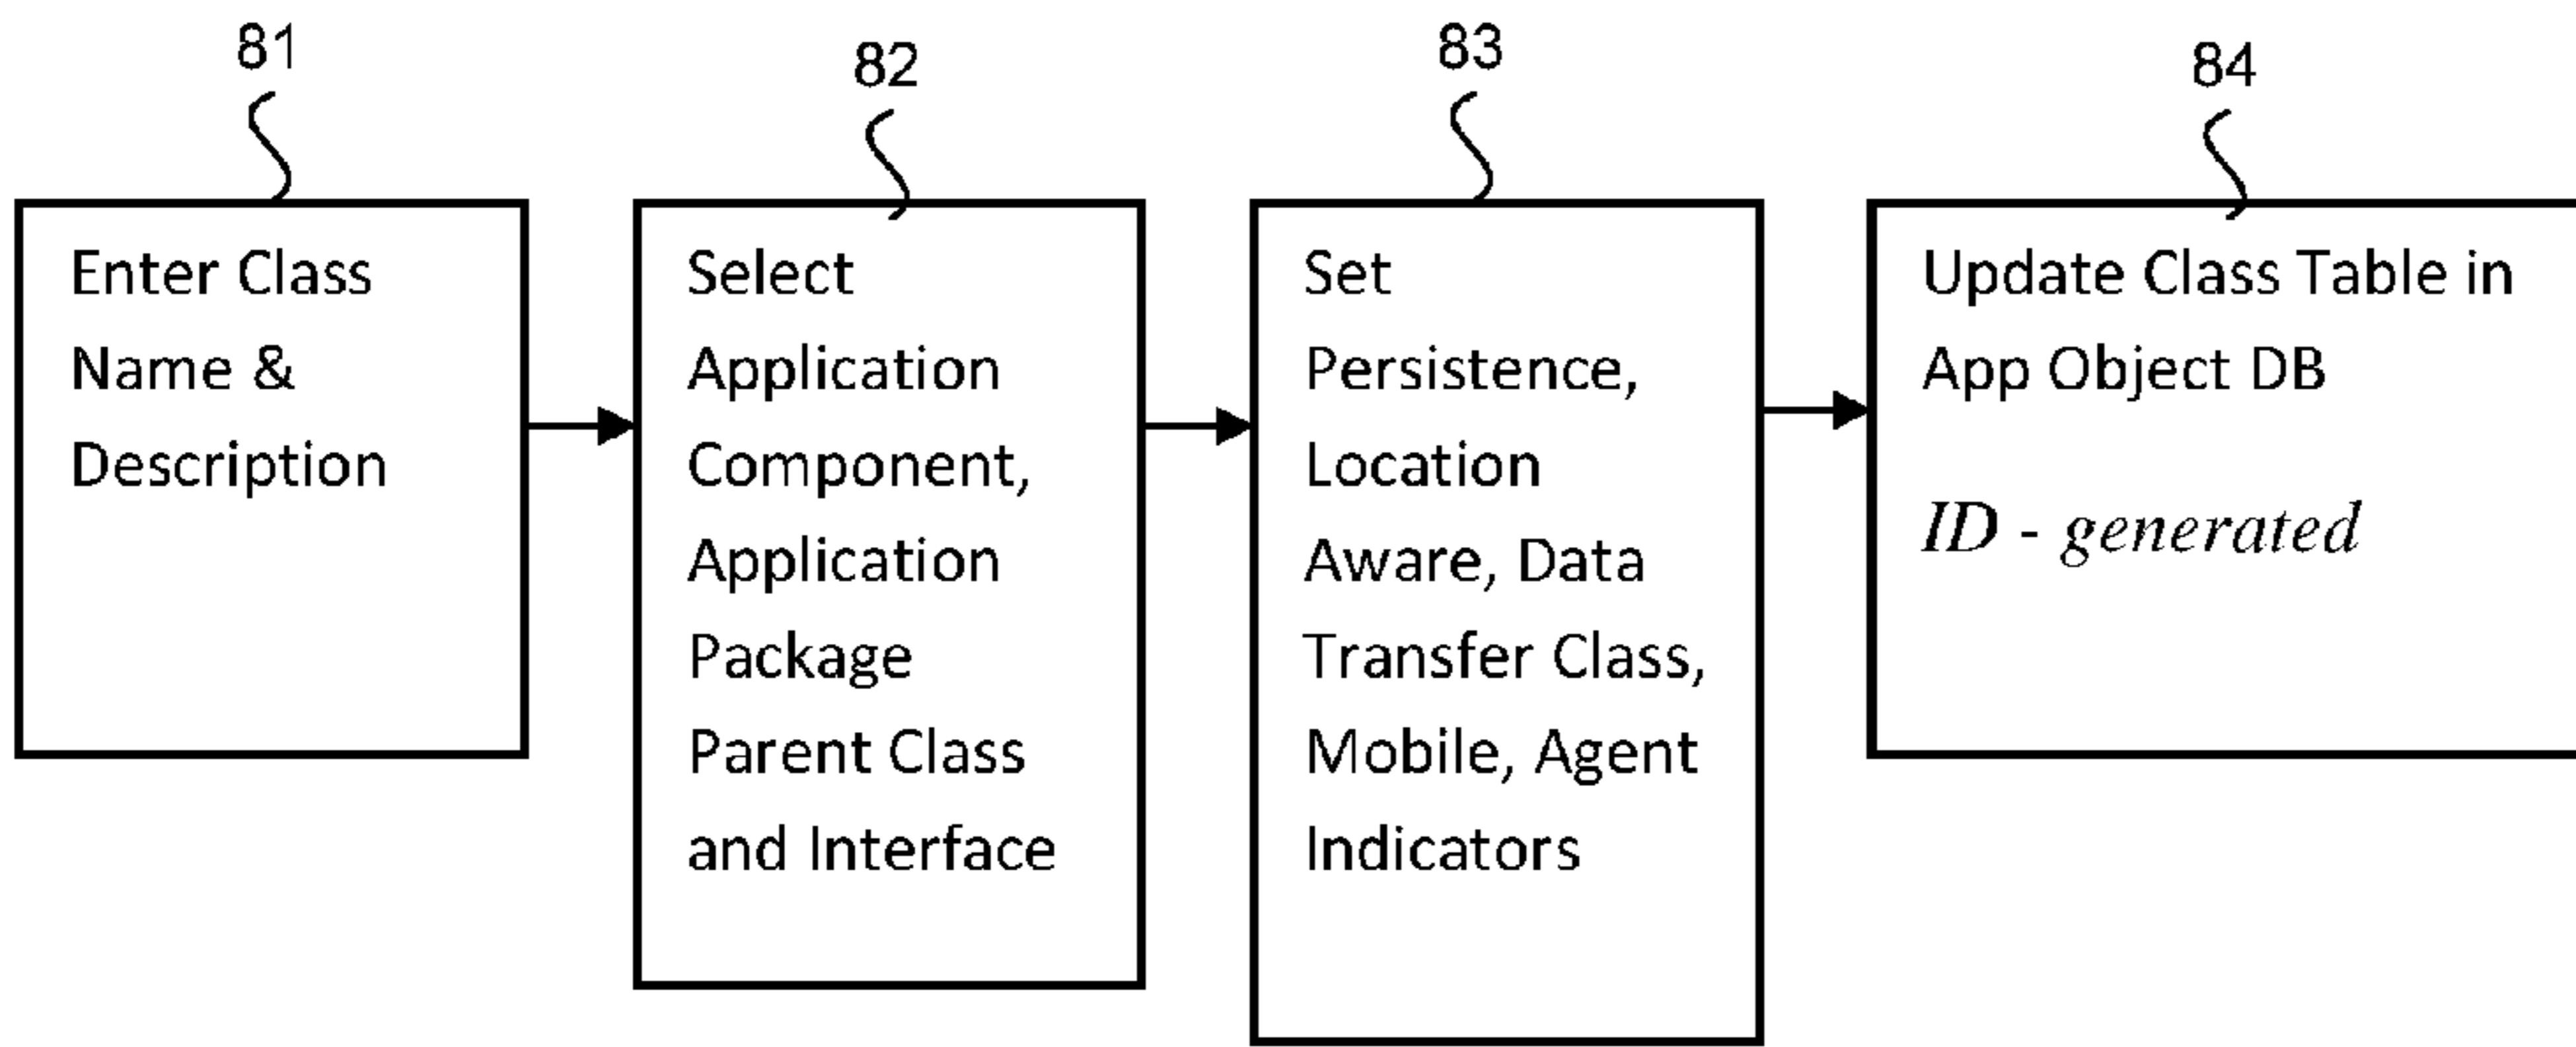 81
82
83
84
Enter Class
Name &
Description
Select
Application
Component,
Application
Package
Parent Class
and Interface
Set
Persistence,
Location
Aware, Data
Transfer Class,
Mobile, Agent
Indicators
Update Class Table in
App Object DB
ID - generated